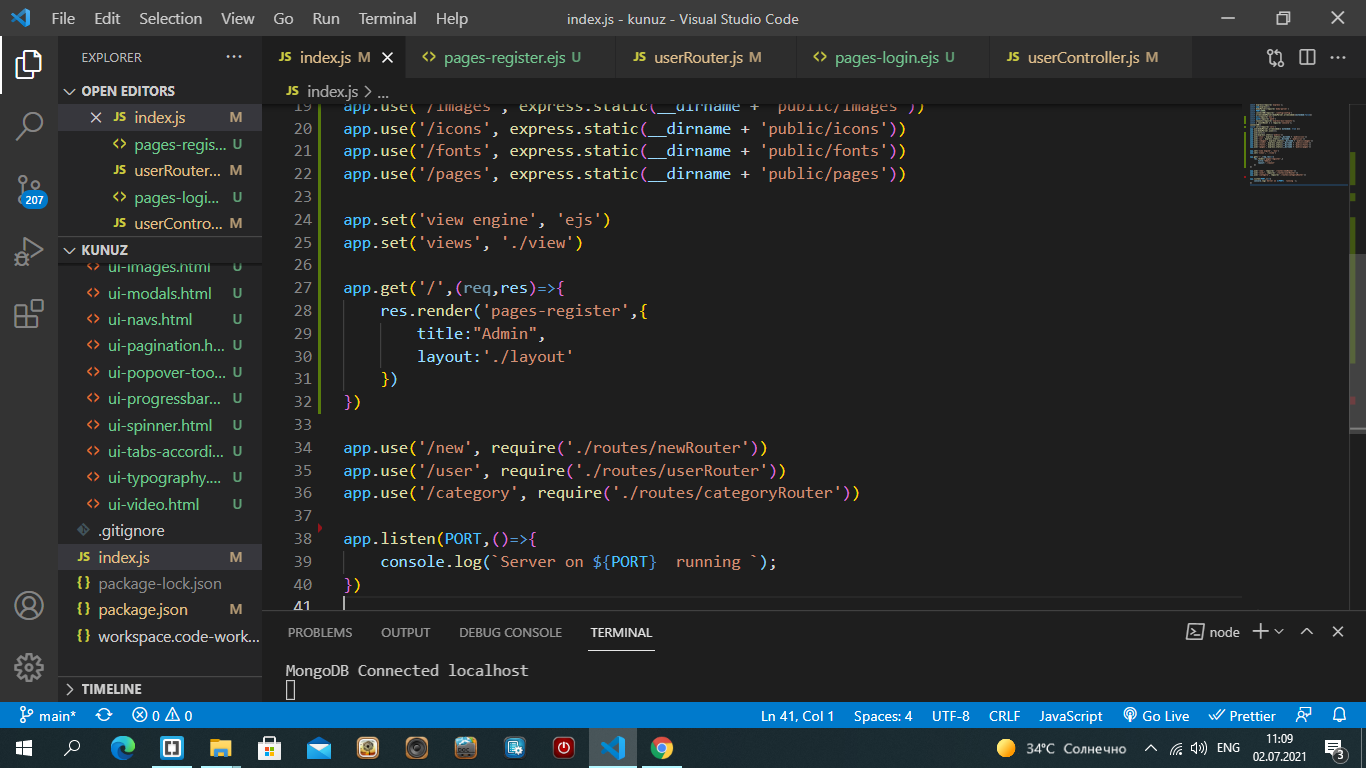 File Edit Selection View Go Run Terminal Help
index.js - kunuz - Visual Studio Code
EXPLORER
OPEN EDITORS
index.js M
pages-regis... U
userRouter... M
pages-logi... U
userContro... M
KUNUZ
ui-images.html U
ui-modals.html U
ui-navs.html U
ui-pagination.h... U
ui-popover-too... U
ui-progressbar... U
ui-spinner.html U
ui-tabs-accordi... U
ui-typography.... U
ui-video.html U
.gitignore
JS index.js M
package-lock.json
package.json M
workspace.code-work...
TIMELINE
207
JS index.js M
pages-register.ejs U
JS userRouter.js M
pages-login.ejs U
JS userController.js M
JS index.js > ...
19 app.use('/images', express.static(__dirname + 'public/images'))
20 app.use('/icons', express.static(__dirname + 'public/icons'))
21 app.use('/fonts', express.static(__dirname + 'public/fonts'))
22 app.use('/pages', express.static(__dirname + 'public/pages'))
23
24 app.set('view engine', 'ejs')
25 app.set('views', './view')
26
27 app.get('/',(req,res)=>{
28 res.render('pages-register',{
29 title:"Admin",
30 layout:'./layout'
31 })
32 })
33
34 app.use('/new', require('./routes/newRouter'))
35 app.use('/user', require('./routes/userRouter'))
36 app.use('/category', require('./routes/categoryRouter'))
37
38 app.listen(PORT,()=>{
39 console.log(`Server on ${PORT}  running `);
40 })
41
PROBLEMS OUTPUT DEBUG CONSOLE TERMINAL
node
MongoDB Connected localhost
main* 0 0
Ln 41, Col 1 Spaces: 4 UTF-8 CRLF JavaScript Go Live Prettier
34°C Солнечно
ENG
11:09
02.07.2021
3